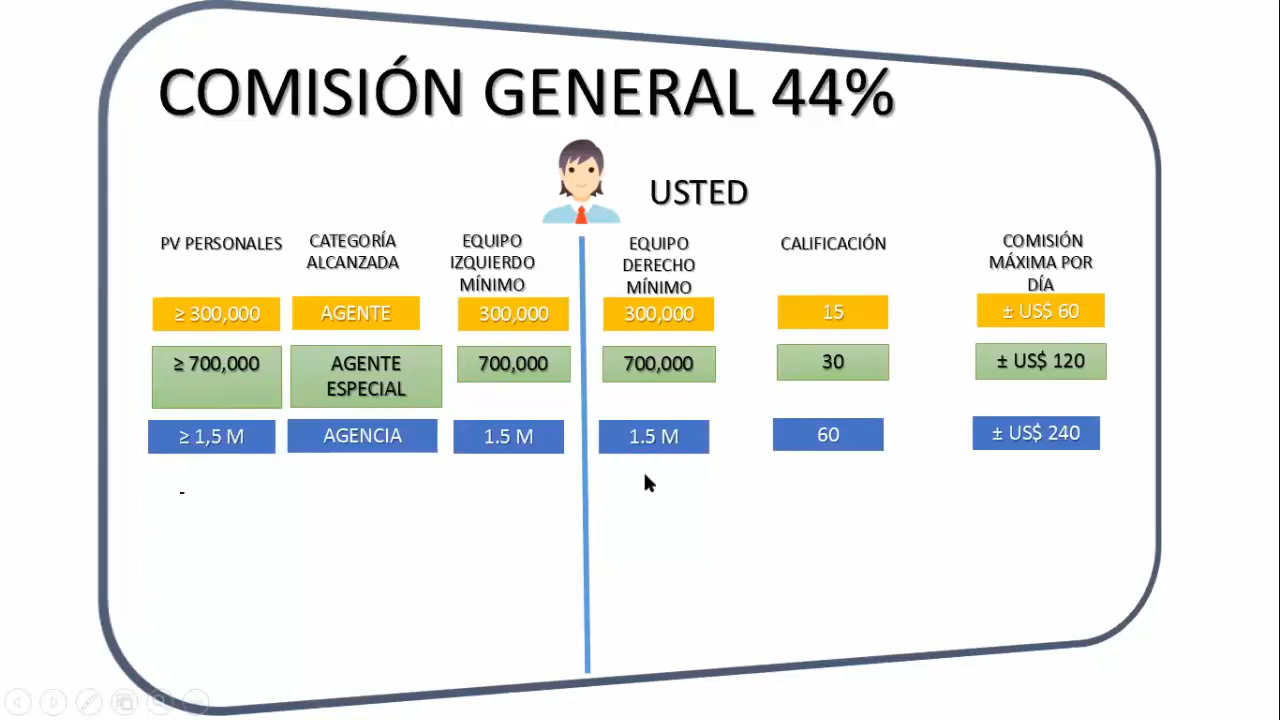 COMISIÓN GENERAL 44%
USTED
PV PERSONALES
CATEGORÍA
ALCANZADA
EQUIPO
IZQUIERDO
MÍNIMO
EQUIPO
DERECHO
MÍNIMO
CALIFICACIÓN
COMISIÓN
MÁXIMA POR
DÍA
≥ 300,000
AGENTE
300,000
300,000
15
± US$ 60
≥ 700,000
AGENTE
ESPECIAL
700,000
700,000
30
± US$ 120
≥ 1,5 M
AGENCIA
1.5 M
1.5 M
60
± US$ 240
-